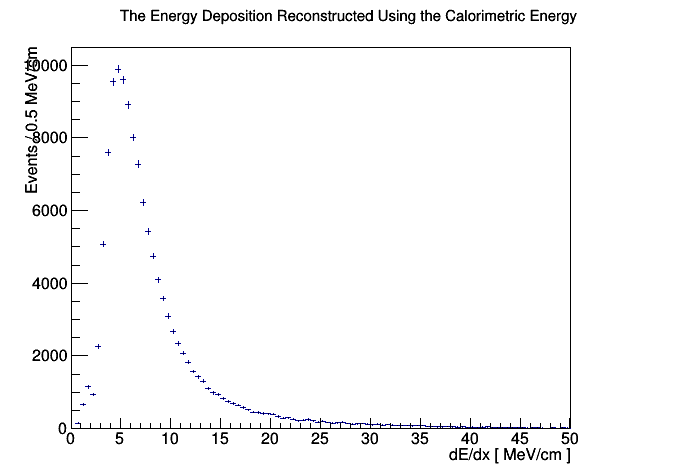 The Energy Deposition Reconstructed Using the Calorimetric Energy
Events / 0.5 MeV/cm
10000
8000
6000
4000
2000
0
0 5 10 15 20 25 30 35 40 45 50
dE/dx [ MeV/cm ]